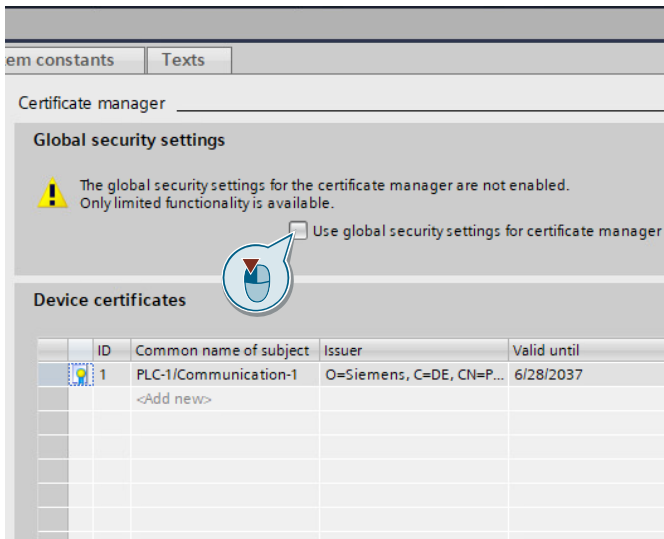 em constants Texts
Certificate manager
Global security settings
The global security settings for the certificate manager are not enabled.
Only limited functionality is available.
Use global security settings for certificate manager
Device certificates
ID Common name of subject Issuer Valid until
1 PLC-1/Communication-1 O=Siemens, C=DE, CN=P... 6/28/2037
<Add new>